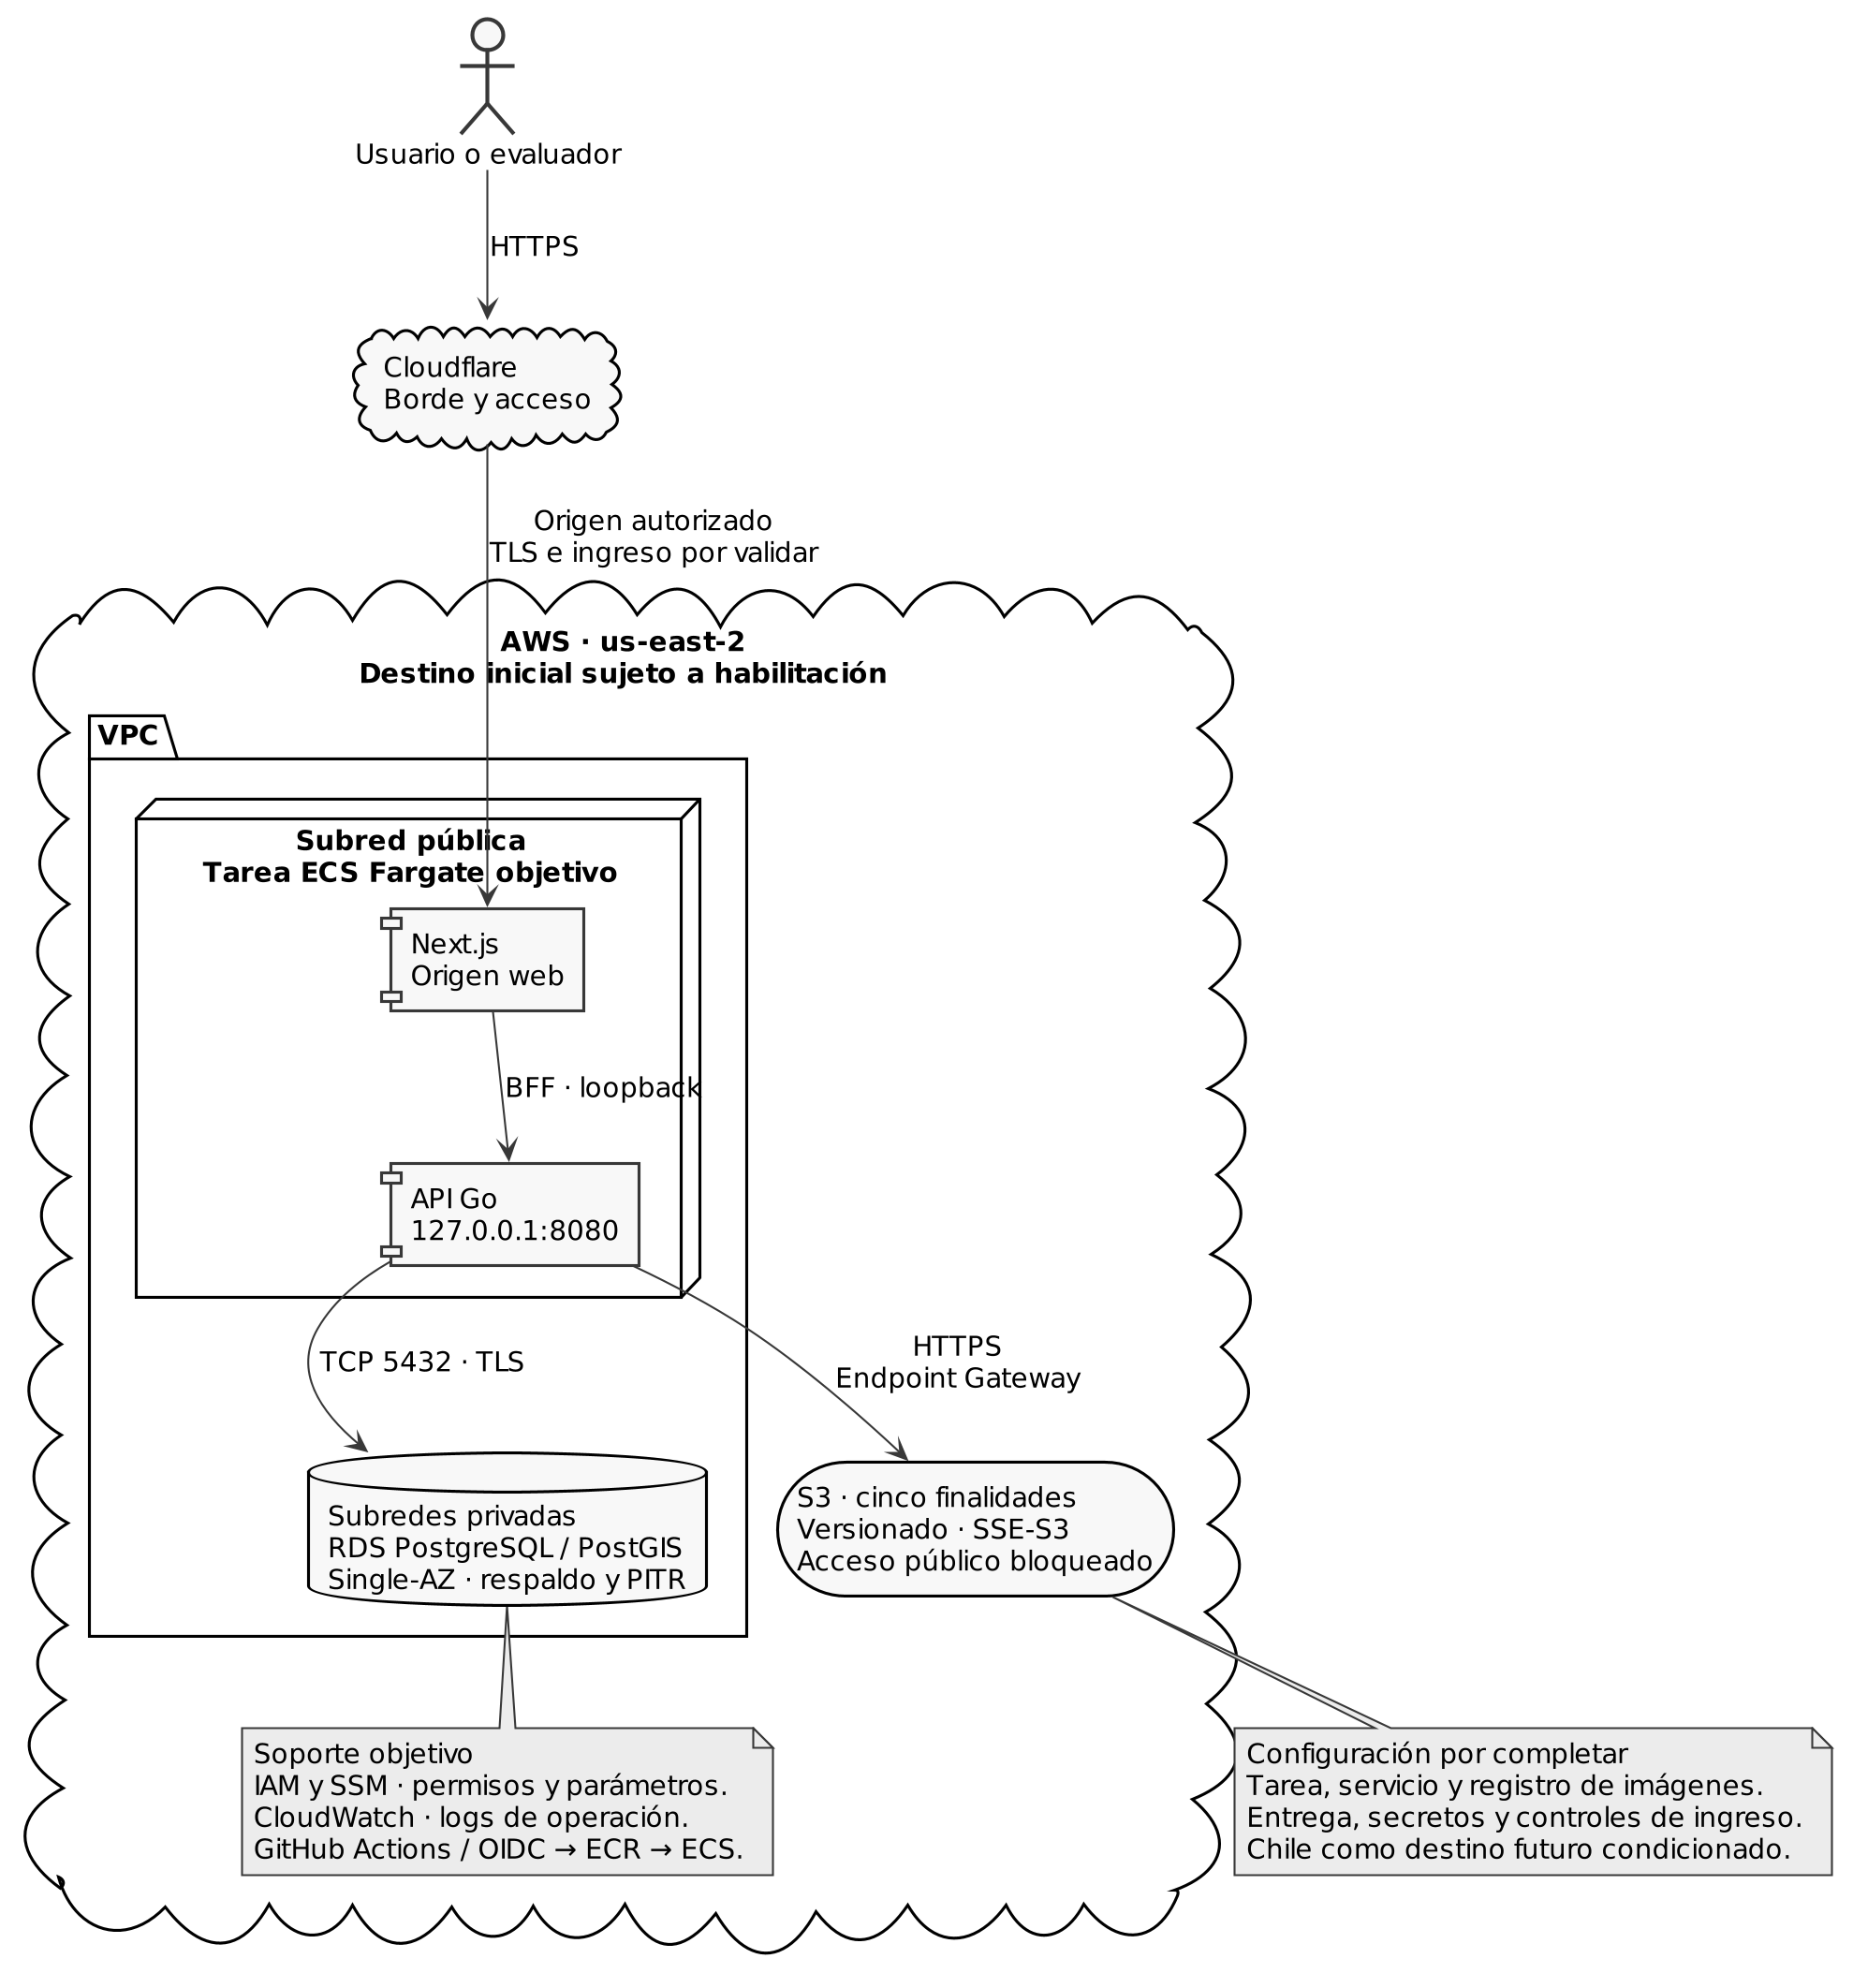 Usuario o evaluador
HTTPS
Cloudflare
Borde y acceso
Origen autorizado
TLS e ingreso por validar
AWS · us-east-2
Destino inicial sujeto a habilitación
VPC
Subred pública
Tarea ECS Fargate objetivo
Next.js
Origen web
BFF · loopback
API Go
127.0.0.1:8080
TCP 5432 · TLS
HTTPS
Endpoint Gateway
Subredes privadas
RDS PostgreSQL / PostGIS
Single-AZ · respaldo y PITR
S3 · cinco finalidades
Versionado · SSE-S3
Acceso público bloqueado
Soporte objetivo
IAM y SSM · permisos y parámetros.
CloudWatch · logs de operación.
GitHub Actions / OIDC → ECR → ECS.
Configuración por completar
Tarea, servicio y registro de imágenes.
Entrega, secretos y controles de ingreso.
Chile como destino futuro condicionado.